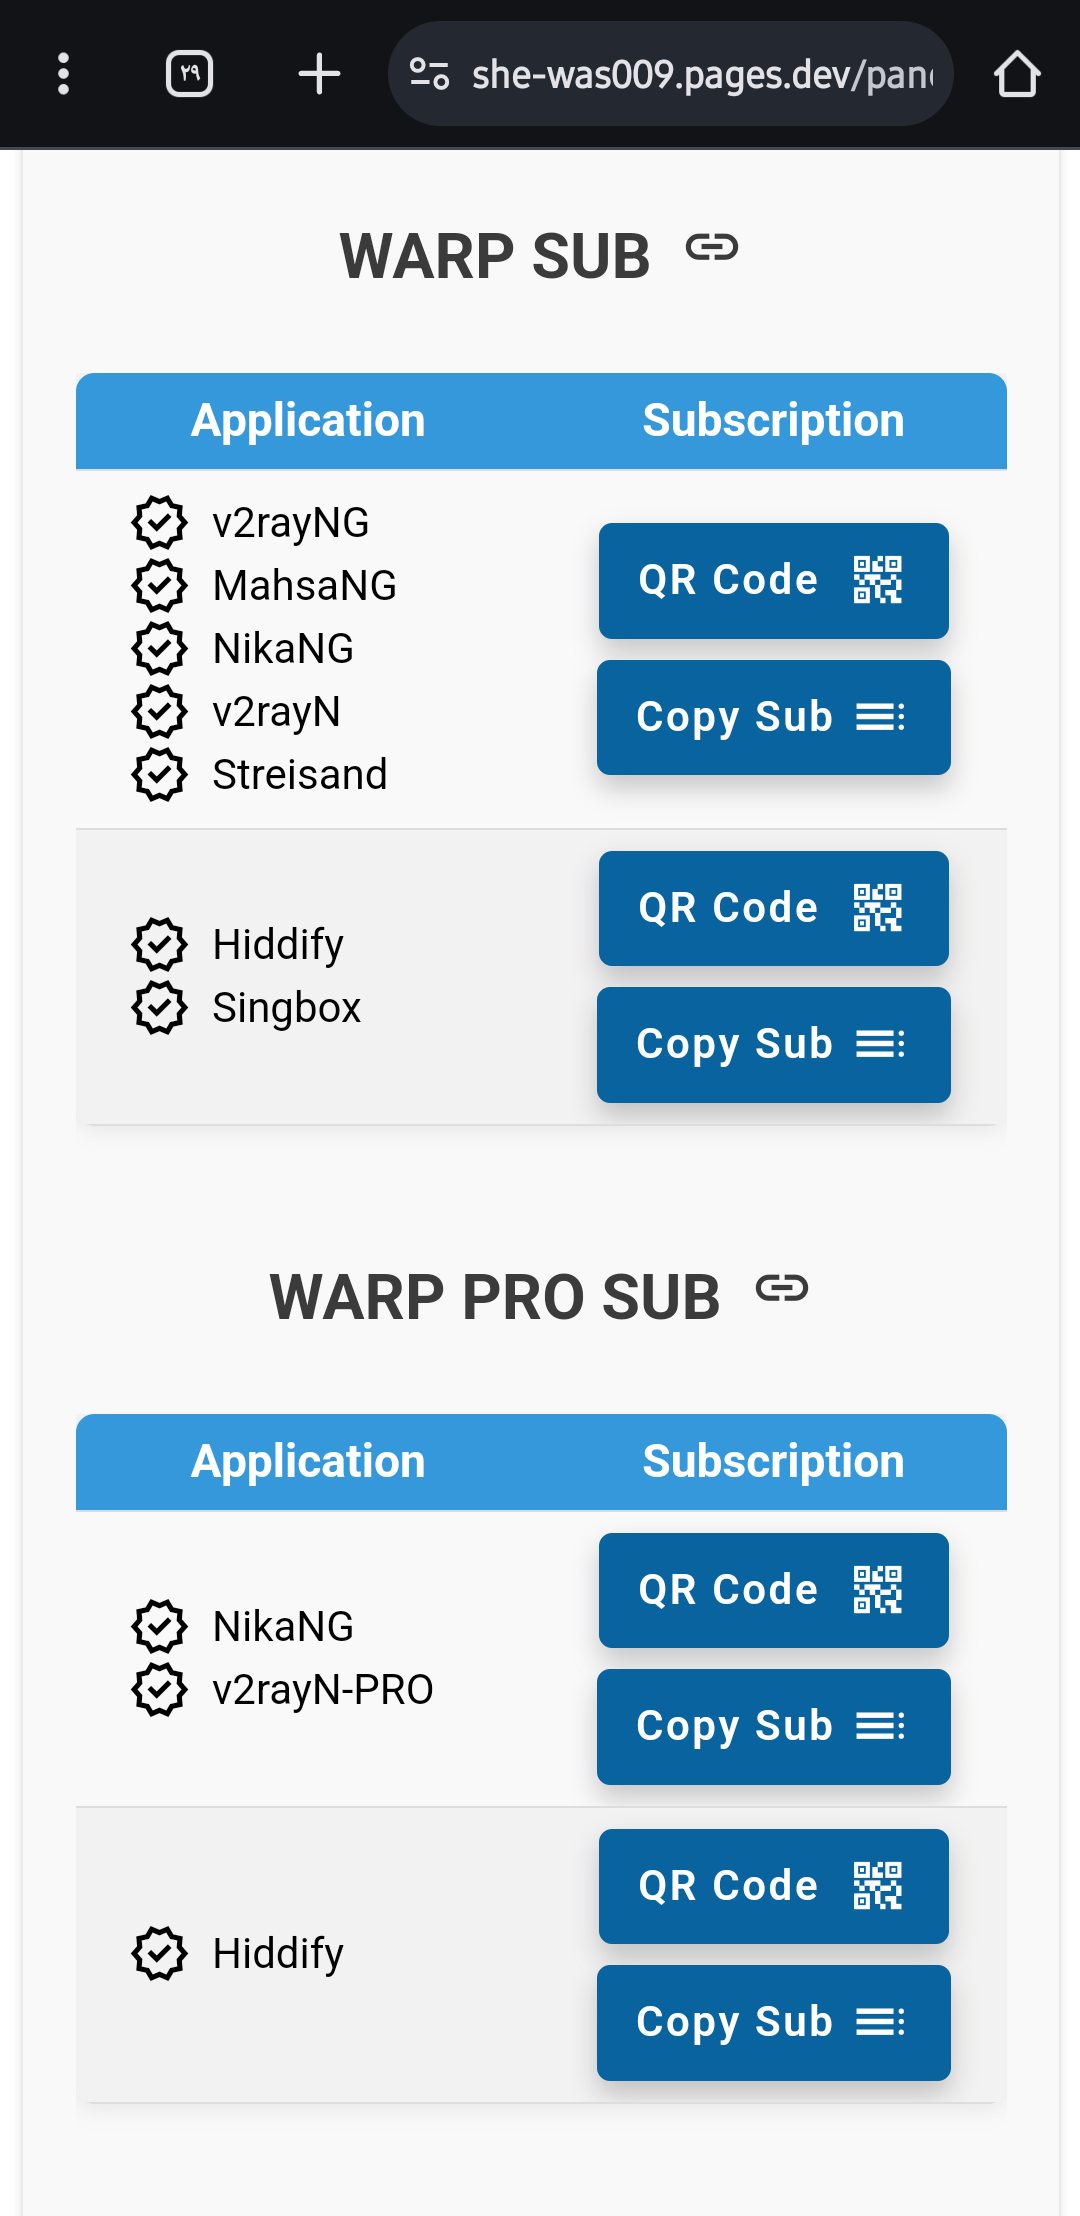 ۲۹
she-was009.pages.dev/pan
WARP SUB
Application Subscription
v2rayNG
MahsaNG
NikaNG
v2rayN
Streisand
QR Code
Copy Sub
Hiddify
Singbox
QR Code
Copy Sub
WARP PRO SUB
Application Subscription
NikaNG
v2rayN-PRO
QR Code
Copy Sub
Hiddify
QR Code
Copy Sub